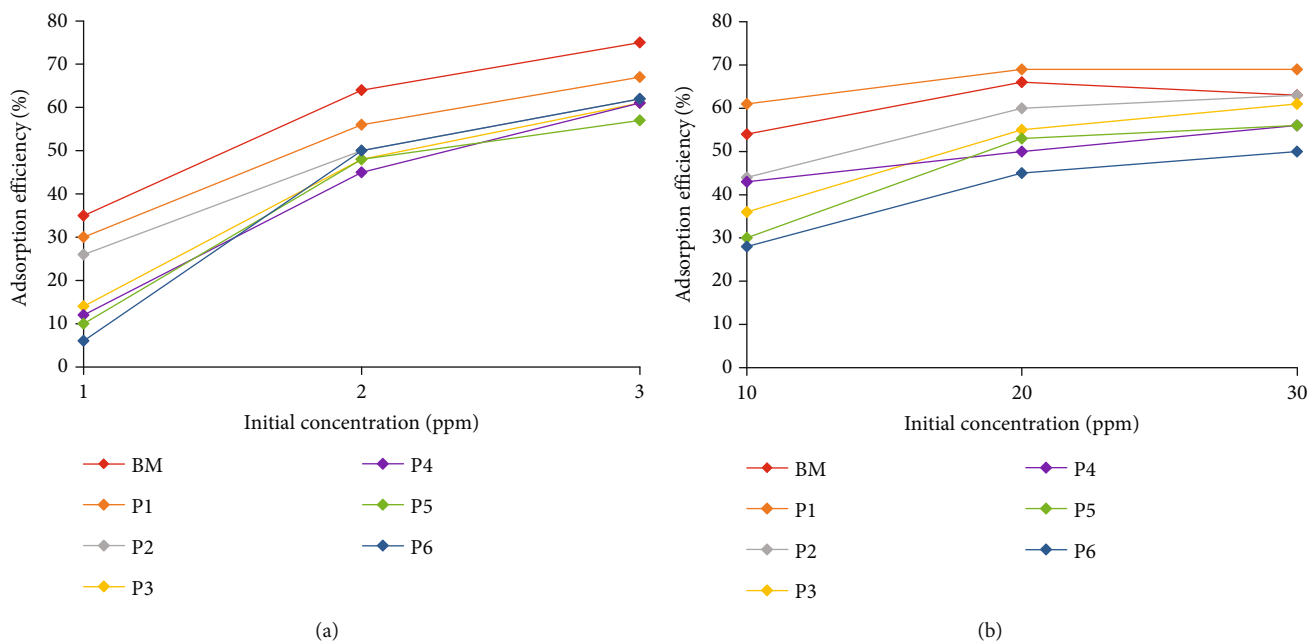 80
70
60
50
40
30
20
10
0
Adsorption efficiency (%)
1
2
3
Initial concentration (ppm)
BM
P4
P1
P5
P2
P6
P3
(a)
80
70
60
50
40
30
20
10
0
Adsorption efficiency (%)
10
20
30
Initial concentration (ppm)
BM
P4
P1
P5
P2
P6
P3
(b)